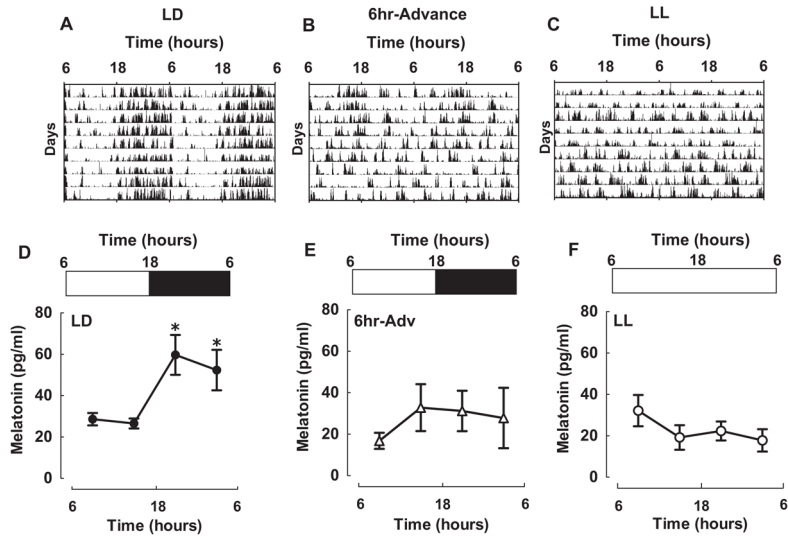 A LD
Time (hours)
6 18 6 18 6
Days
B 6hr-Advance
Time (hours)
6 18 6 18 6
Days
C LL
Time (hours)
6 18 6 18 6
Days
D Time (hours)
6 18 6
LD
Melatonin (pg/ml)
80
60
40
20
0
* *
6 18 6
Time (hours)
E Time (hours)
6 18 6
6hr-Adv
Melatonin (pg/ml)
80
60
40
20
0
6 18 6
Time (hours)
F Time (hours)
6 18 6
LL
Melatonin (pg/ml)
80
60
40
20
0
6 18 6
Time (hours)